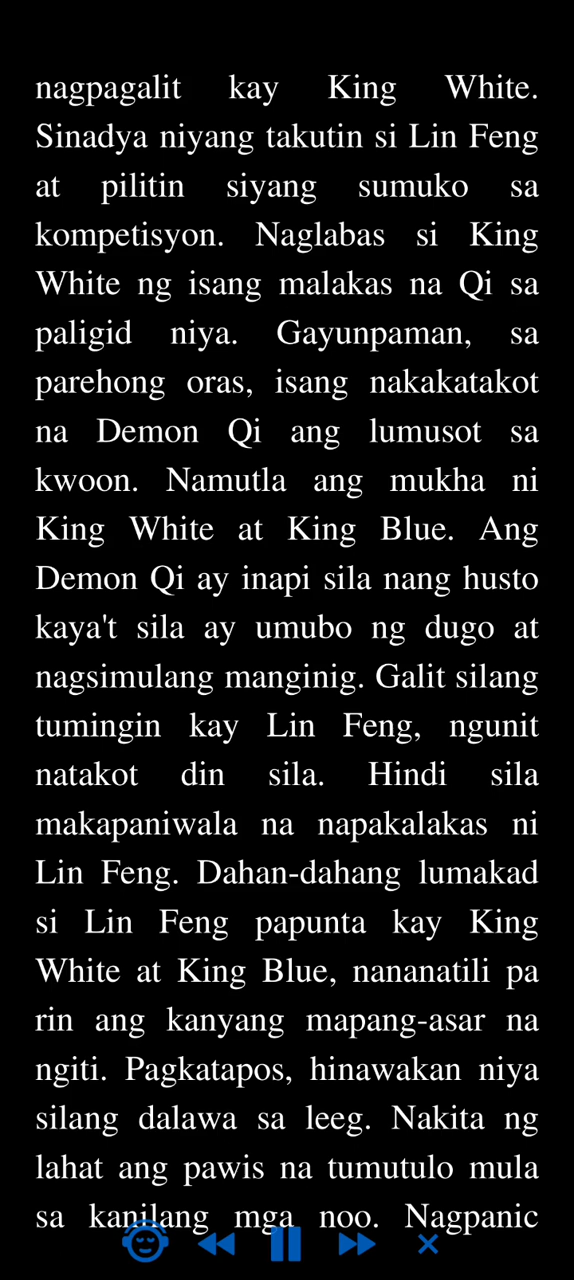 nagpagalit kay King White.
Sinadya niyang takutin si Lin Feng
at pilitin siyang sumuko sa
kompetisyon. Naglabas si King
White ng isang malakas na Qi sa
paligid niya. Gayunpaman, sa
parehong oras, isang nakakatakot
na Demon Qi ang lumusot sa
kwoon. Namutla ang mukha ni
King White at King Blue. Ang
Demon Qi ay inapi sila nang husto
kaya't sila ay umubo ng dugo at
nagsimulang manginig. Galit silang
tumingin kay Lin Feng, ngunit
natakot din sila. Hindi sila
makapaniwala na napakalakas ni
Lin Feng. Dahan-dahang lumakad
si Lin Feng papunta kay King
White at King Blue, nananatili pa
rin ang kanyang mapang-asar na
ngiti. Pagkatapos, hinawakan niya
silang dalawa sa leeg. Nakita ng
lahat ang pawis na tumutulo mula
sa kanilang mga noo. Nagpanic